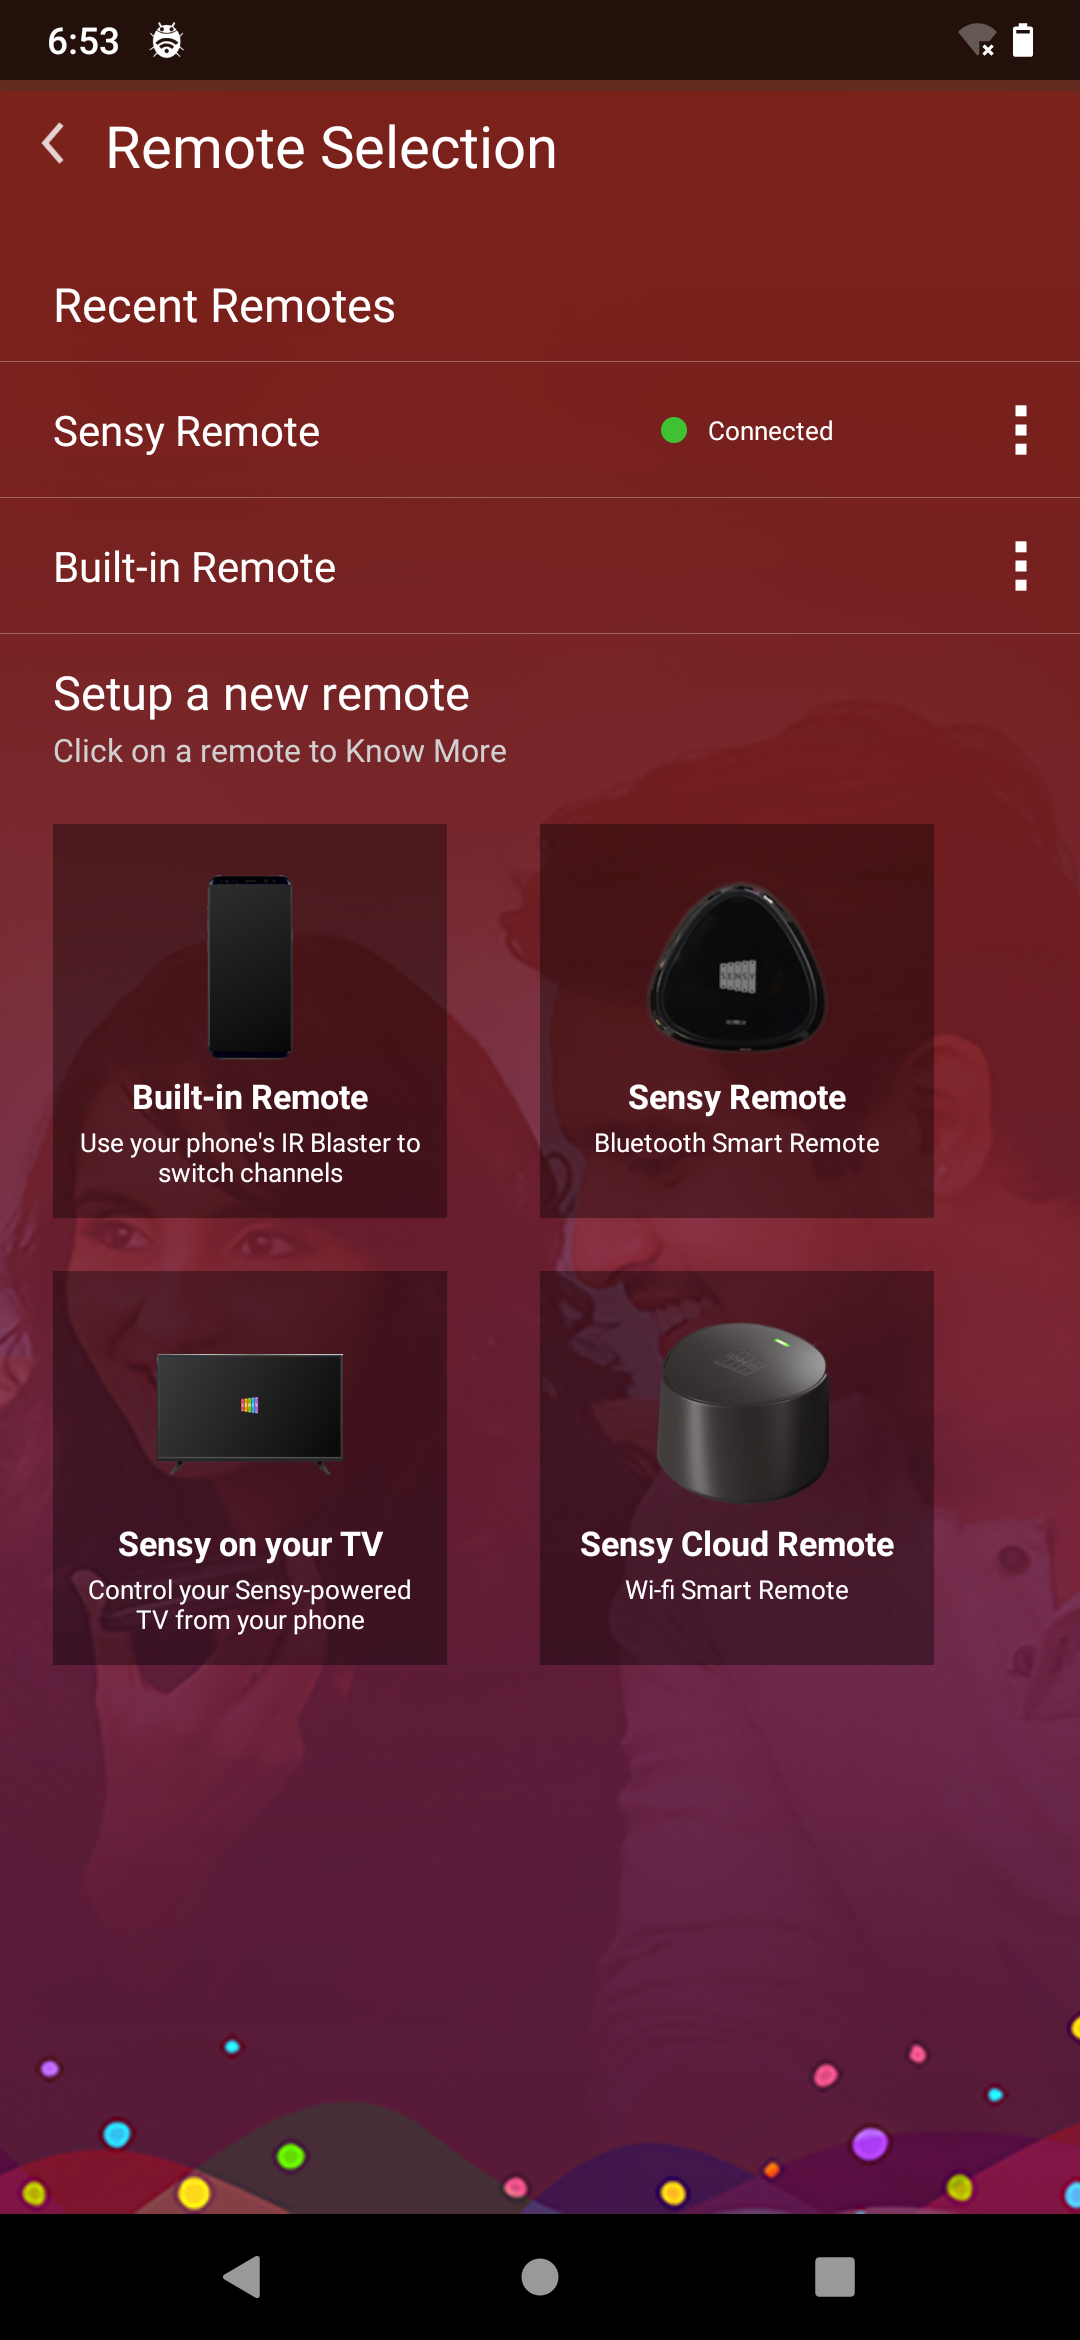 6:53
Remote Selection
Recent Remotes
Sensy Remote
Connected
Built-in Remote
Setup a new remote
Click on a remote to Know More
Built-in Remote
Use your phone's IR Blaster to
switch channels
Sensy Remote
Bluetooth Smart Remote
SENSY
Sensy on your TV
Control your Sensy-powered
TV from your phone
Sensy Cloud Remote
Wi-fi Smart Remote